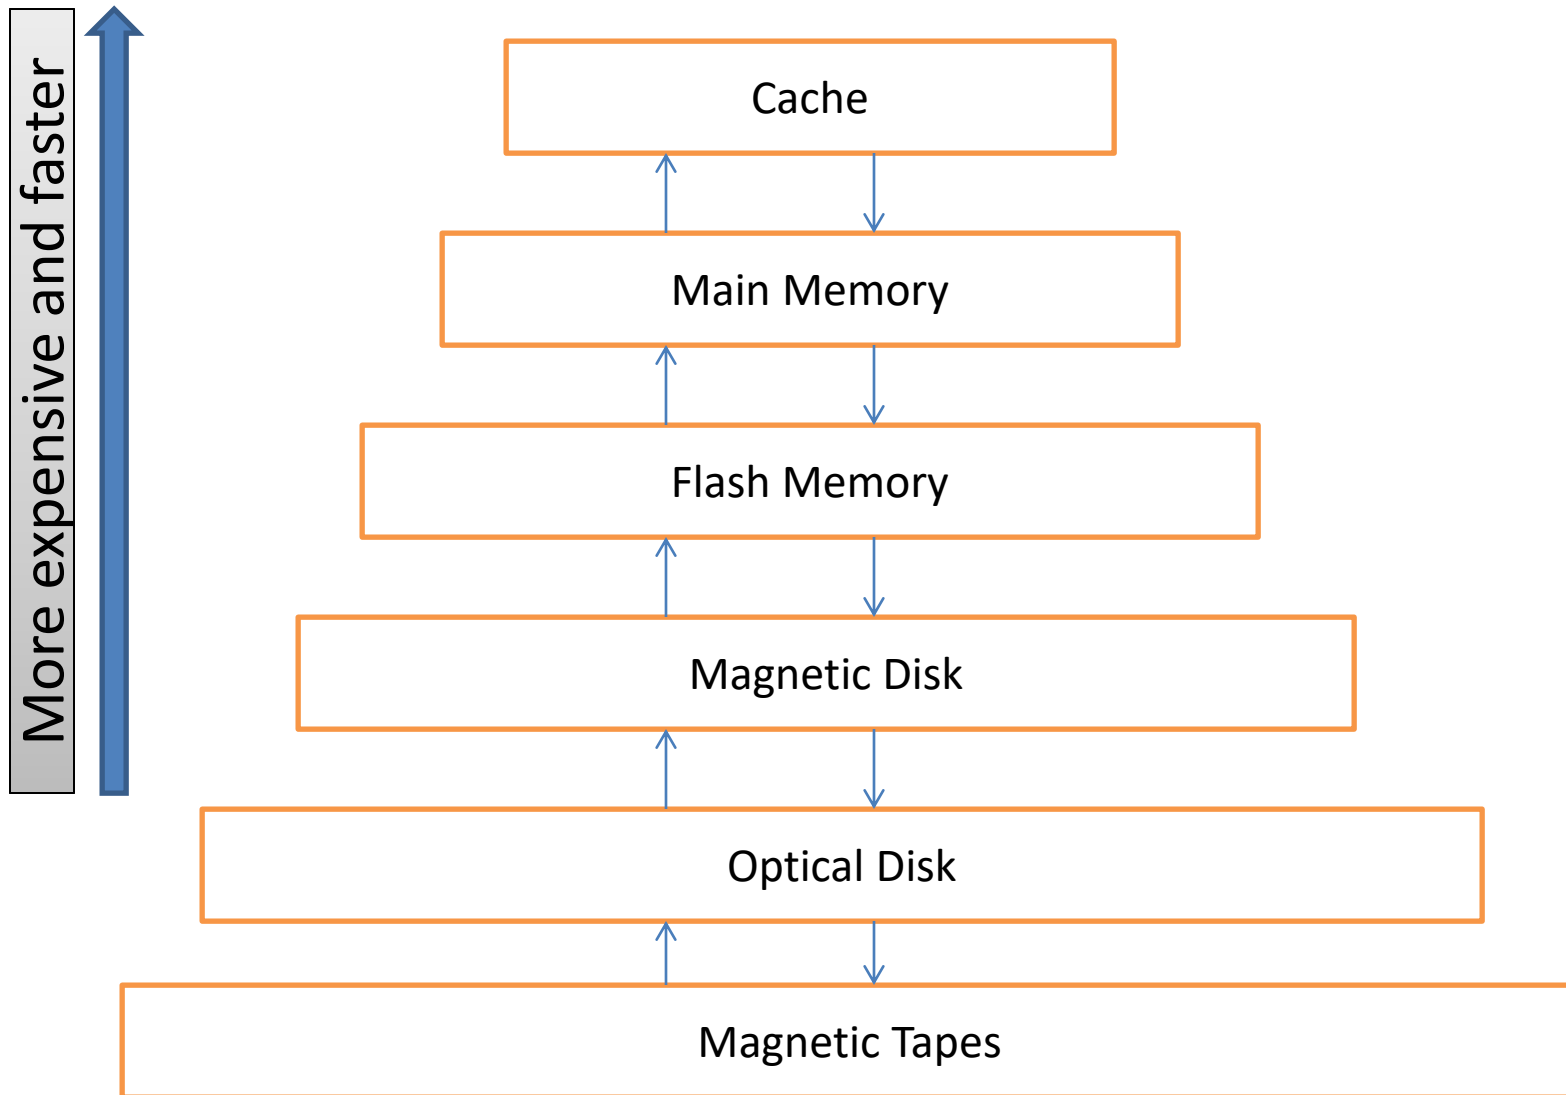 More expensive and faster
Cache
Main Memory
Flash Memory
Magnetic Disk
Optical Disk
Magnetic Tapes